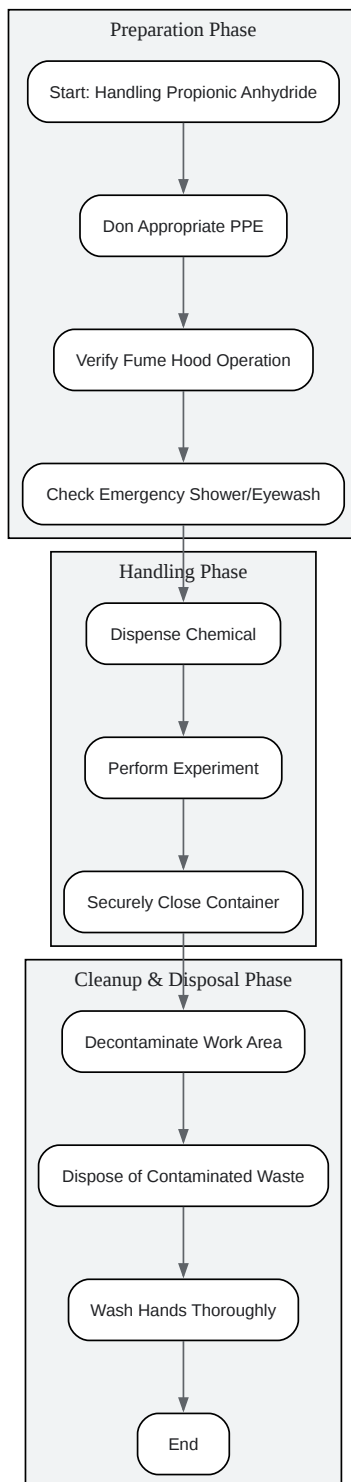 Preparation Phase
Start: Handling Propionic Anhydride
Don Appropriate PPE
Verify Fume Hood Operation
Check Emergency Shower/Eyewash
Handling Phase
Dispense Chemical
Perform Experiment
Securely Close Container
Cleanup & Disposal Phase
Decontaminate Work Area
Dispose of Contaminated Waste
Wash Hands Thoroughly
End